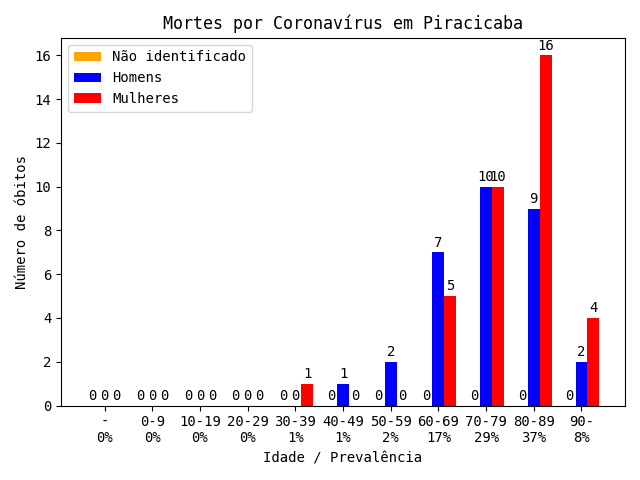 Mortes por Coronavírus em Piracicaba
Não identificado
Homens
Mulheres
Número de óbitos
16
14
12
10
8
6
4
2
0
0 0 0 0 0 0 0 0 0 0 0 0 0 0 1 0 1 0 0 2 0 0 7 5 0 10 10 0 9 16 0 2 4
- 0-9 10-19 20-29 30-39 40-49 50-59 60-69 70-79 80-89 90-
0% 0% 0% 0% 1% 1% 2% 17% 29% 37% 8%
Idade / Prevalência